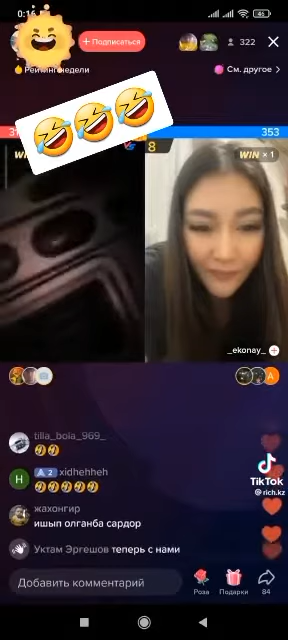 0:16
46
+ Подписаться
322
Рейтинг недели
См. другое >
353
8
WIN × 1
_ekonay_
A
tilla_bola_969_
H
2 xidhehheh
жахонгир
ишып олганба сардор
Уктам Эргешов теперь с нами
TikTok
@rich.kz
Добавить комментарий
Роза
Подарки
84